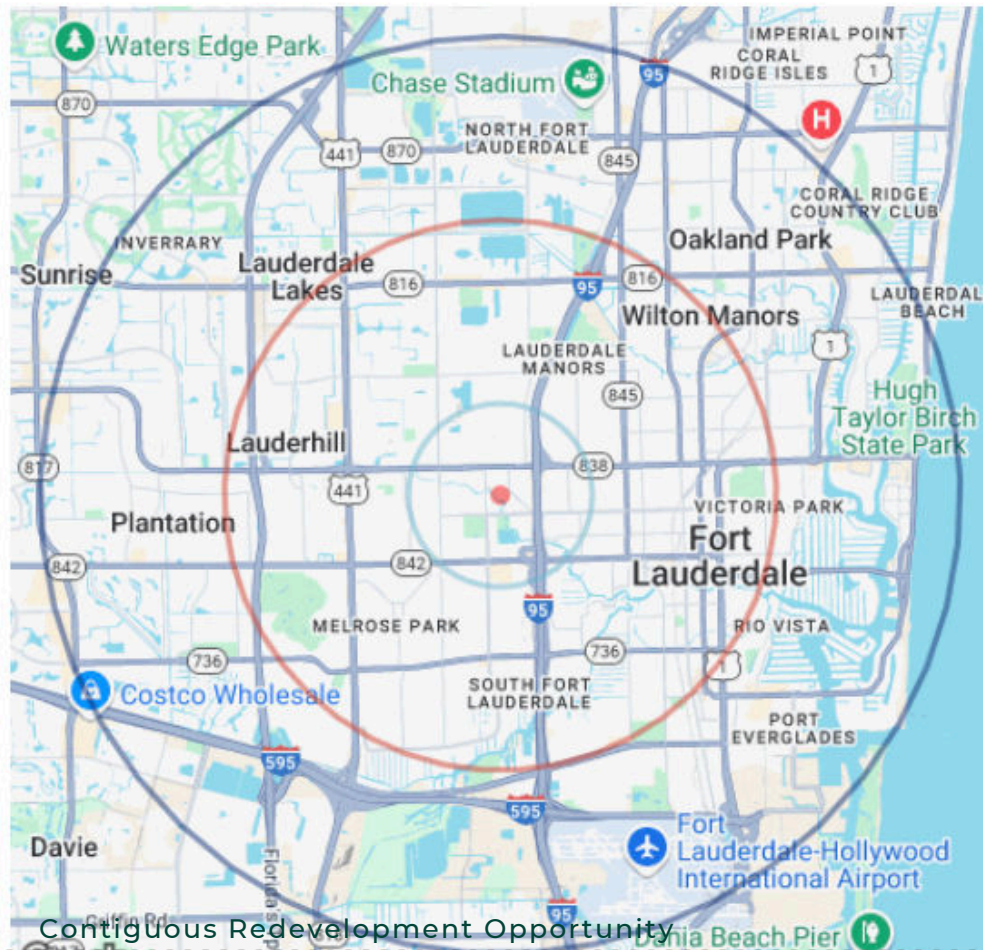 Waters Edge Park
IMPERIAL POINT
CORAL
RIDGE ISLES
1
95
Chase Stadium
H
870
NORTH FORT
LAUDERDALE
441
870
845
CORAL RIDGE
COUNTRY CLUB
INVERRARY
Oakland Park
Sunrise
Lauderdale
Lakes
816
95
816
LAUDERDAL
BEACH
Wilton Manors
1
LAUDERDALE
MANORS
845
Hugh
Taylor Birch
State Park
Lauderhill
817
838
441
VICTORIA PARK
Plantation
Fort
Lauderdale
842
842
95
MELROSE PARK
RIO VISTA
736
736
1
Costco Wholesale
SOUTH FORT
LAUDERDALE
PORT
EVERGLADES
595
595
Fort
Lauderdale-Hollywood
International Airport
Davie
Florida's
95
Griffin Rd
Contiguous Redevelopment Opportunity
Dania Beach Pier